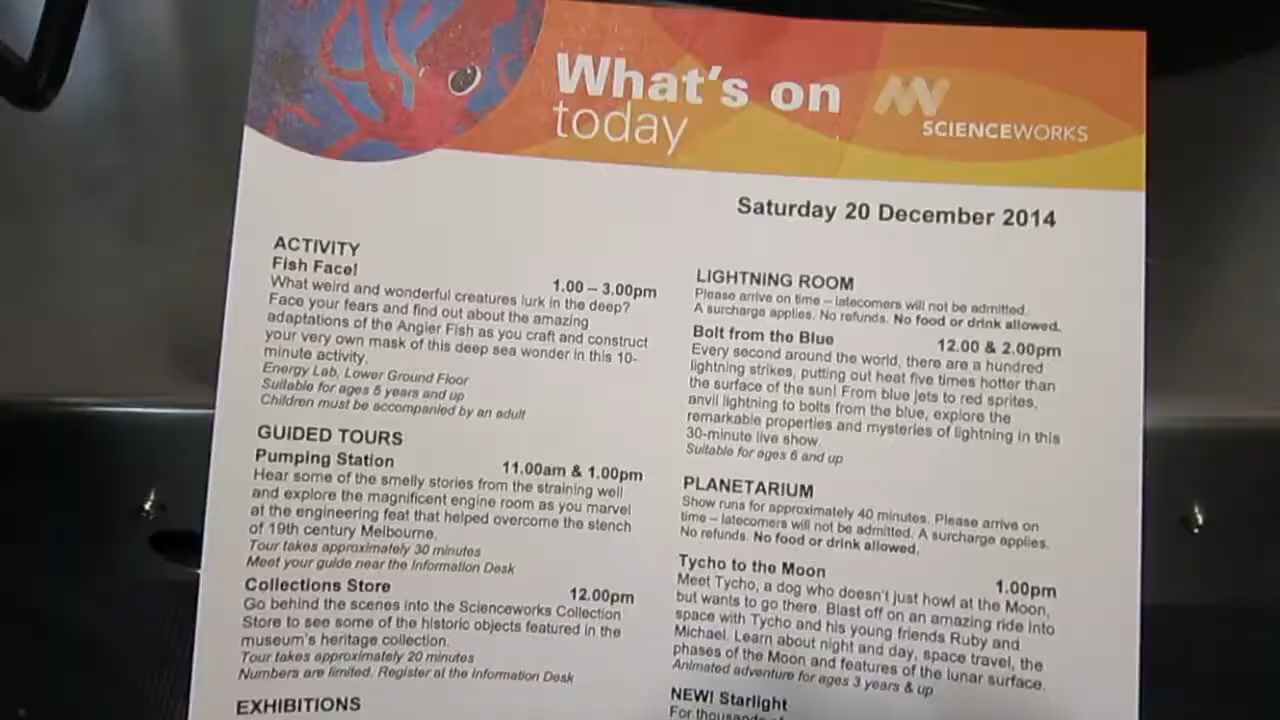 What's on
today
SCIENCEWORKS
Saturday 20 December 2014
ACTIVITY
Fish Face!
1.00 – 3.00pm
What weird and wonderful creatures lurk in the deep?
Face your fears and find out about the amazing
adaptations of the Angler Fish as you craft and construct
your very own mask of this deep sea wonder in this 10-
minute activity.
Energy Lab, Lower Ground Floor
Suitable for ages 5 years and up
Children must be accompanied by an adult
GUIDED TOURS
Pumping Station 11.00am & 1.00pm
Hear some of the smelly stories from the straining well
and explore the magnificent engine room as you marvel
at the engineering feat that helped overcome the stench
of 19th century Melbourne.
Tour takes approximately 30 minutes
Meet your guide near the Information Desk
Collections Store 12.00pm
Go behind the scenes into the Scienceworks Collection
Store to see some of the historic objects featured in the
museum's heritage collection.
Tour takes approximately 20 minutes
Numbers are limited. Register at the Information Desk
EXHIBITIONS
LIGHTNING ROOM
Please arrive on time – latecomers will not be admitted.
A surcharge applies. No refunds. No food or drink allowed.
Bolt from the Blue 12.00 & 2.00pm
Every second around the world, there are a hundred
lightning strikes, putting out heat five times hotter than
the surface of the sun! From blue jets to red sprites,
anvil lightning to bolts from the blue, explore the
remarkable properties and mysteries of lightning in this
30-minute live show.
Suitable for ages 6 and up
PLANETARIUM
Show runs for approximately 40 minutes. Please arrive on
time – latecomers will not be admitted. A surcharge applies.
No refunds. No food or drink allowed.
Tycho to the Moon 1.00pm
Meet Tycho, a dog who doesn't just howl at the Moon,
but wants to go there. Blast off on an amazing ride into
space with Tycho and his young friends Ruby and
Michael. Learn about night and day, space travel, the
phases of the Moon and features of the lunar surface.
Animated adventure for ages 3 years & up
NEW! Starlight
For thousands